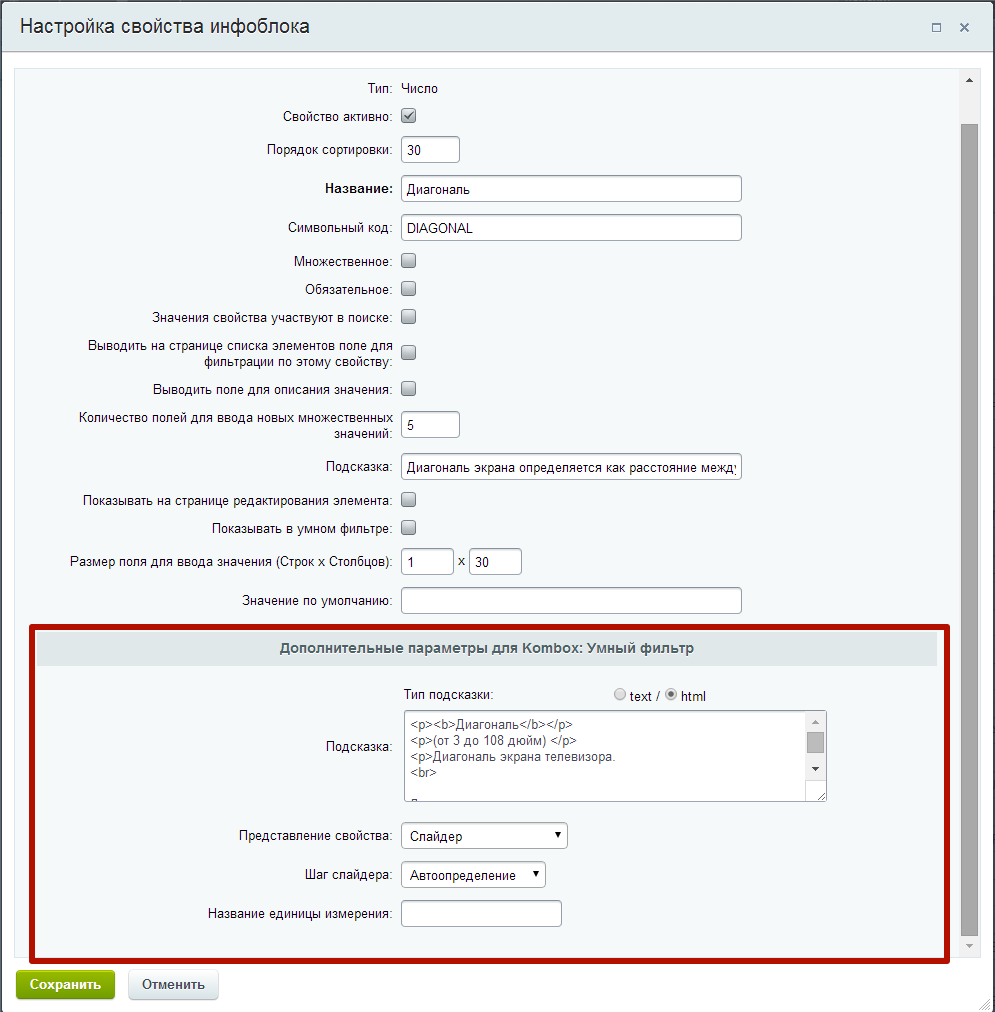 Настройка свойства инфоблока
Тип: Число
Свойство активно:
Порядок сортировки: 30
Название: Диагональ
Символьный код: DIAGONAL
Множественное:
Обязательное:
Значения свойства участвуют в поиске:
Выводить на странице списка элементов поле для
фильтрации по этому свойству:
Выводить поле для описания значения:
Количество полей для ввода новых множественных
значений: 5
Подсказка: Диагональ экрана определяется как расстояние между
Показывать на странице редактирования элемента:
Показывать в умном фильтре:
Размер поля для ввода значения (Строк х Столбцов): 1 x 30
Значение по умолчанию:
Дополнительные параметры для Kombox: Умный фильтр
Тип подсказки: text / html
Подсказка:
<p><b>Диагональ</b></p>
<p>(от 3 до 108 дюйм) </p>
<p>Диагональ экрана телевизора.
<br>
Представление свойства: Слайдер
Шаг слайдера: Автоопределение
Название единицы измерения:
Сохранить Отменить